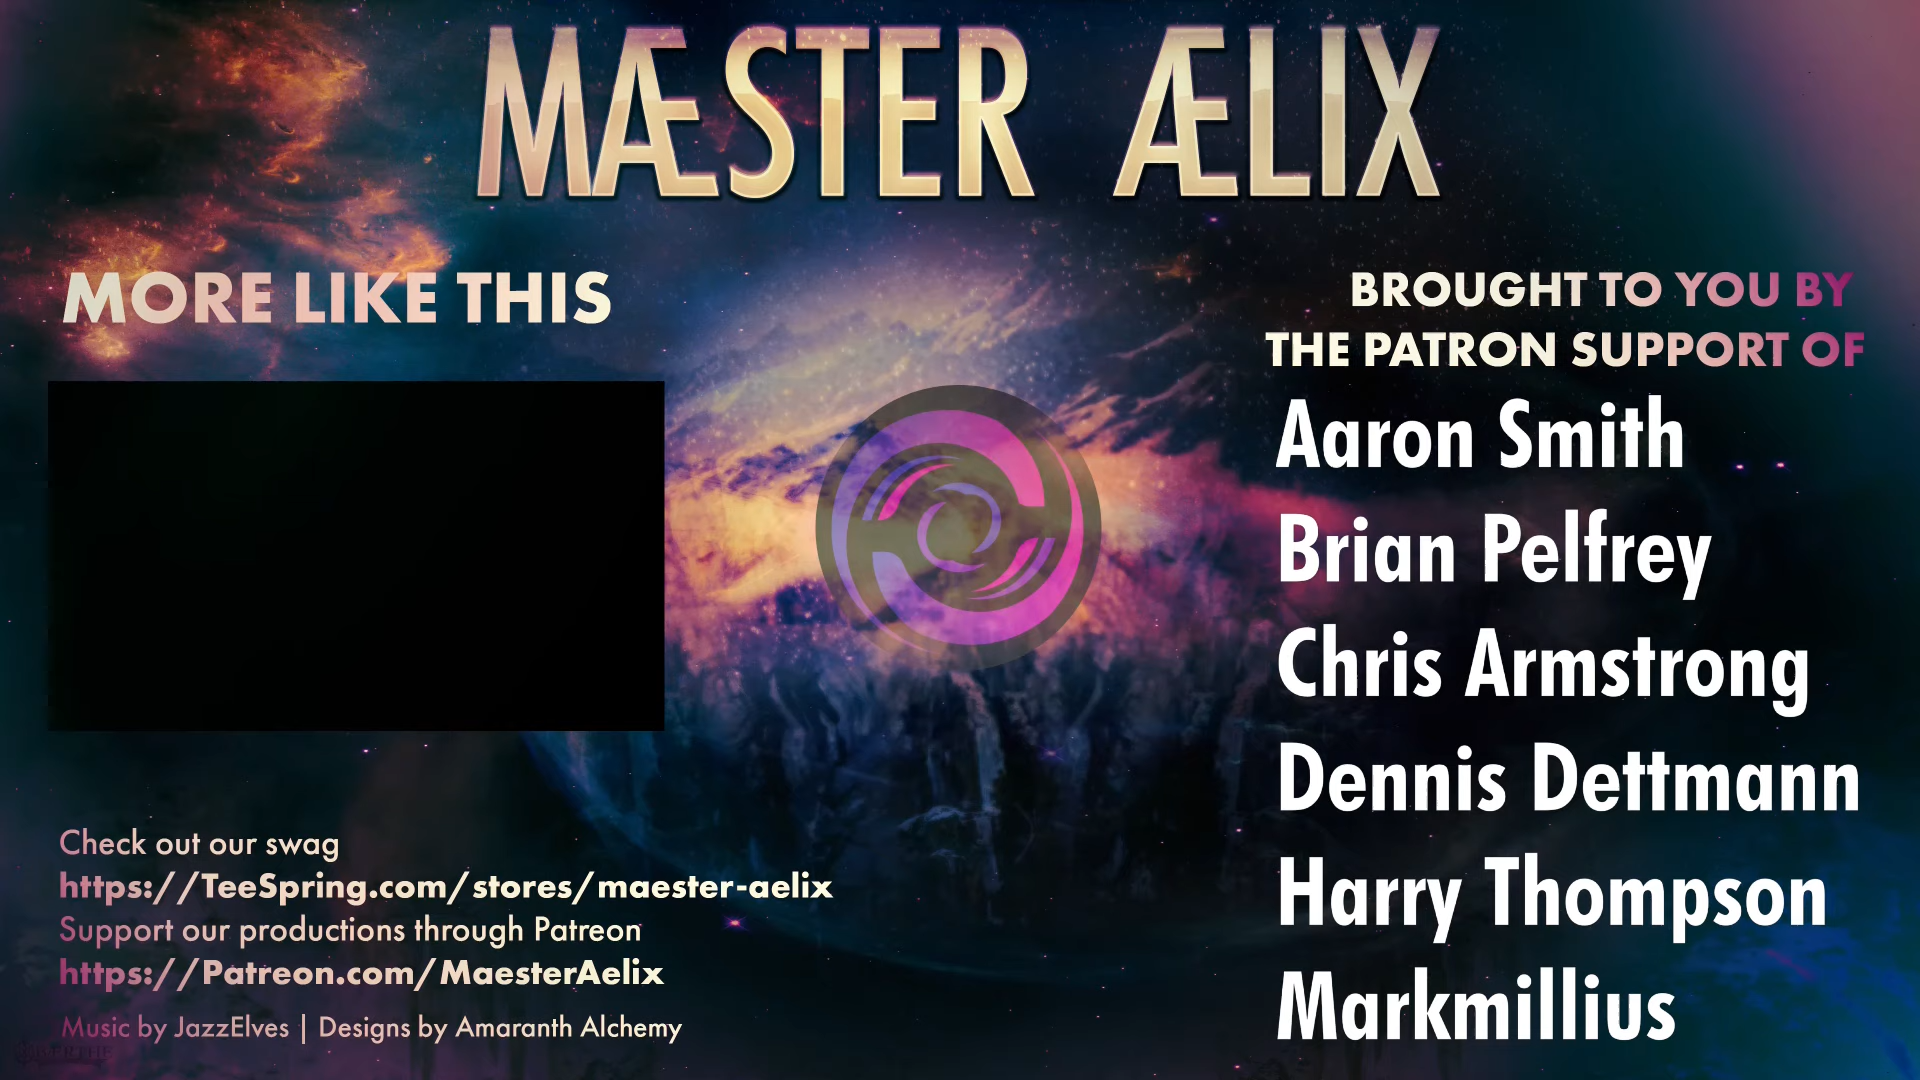 MÆSTER ÆLIX
MORE LIKE THIS
BROUGHT TO YOU BY
THE PATRON SUPPORT OF
Aaron Smith
Brian Pelfrey
Chris Armstrong
Dennis Dettmann
Harry Thompson
Markmillius
Check out our swag
https://TeeSpring.com/stores/maester-aelix
Support our productions through Patreon
https://Patreon.com/MaesterAelix
Music by JazzElves | Designs by Amaranth Alchemy